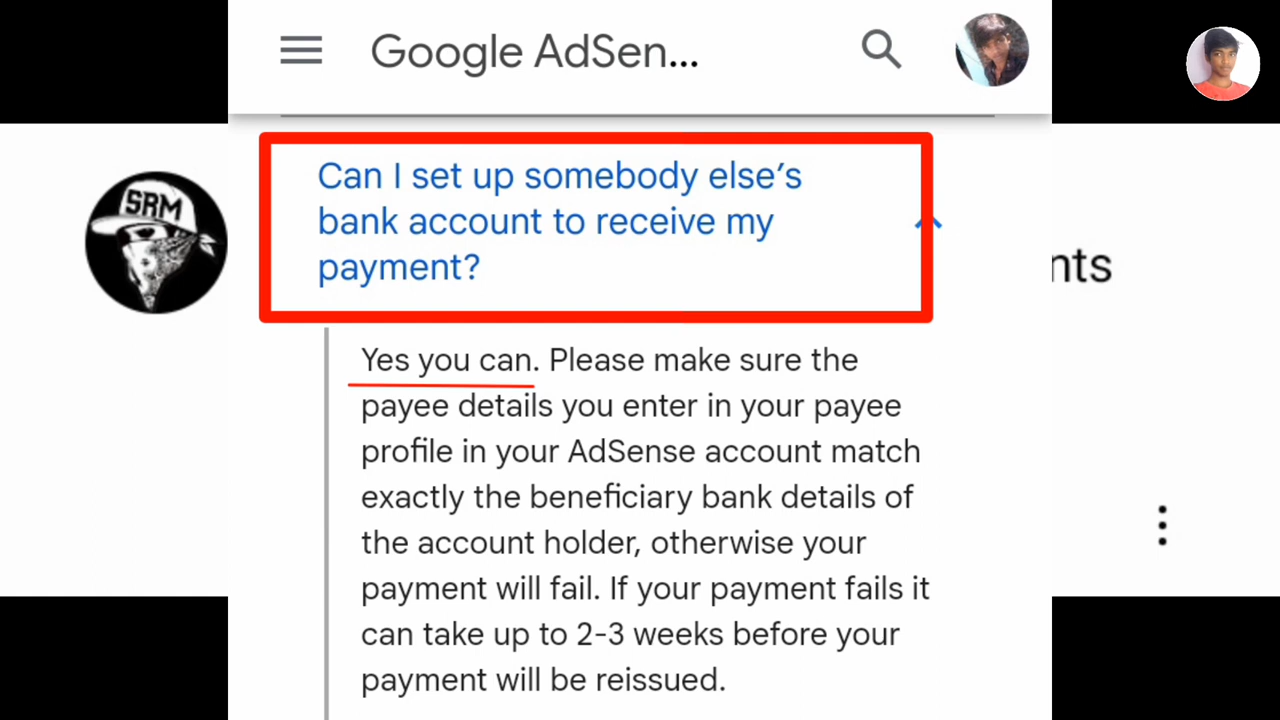 Google AdSen...
SRM
Can I set up somebody else's
bank account to receive my
payment?
nts
Yes you can. Please make sure the
payee details you enter in your payee
profile in your AdSense account match
exactly the beneficiary bank details of
the account holder, otherwise your
payment will fail. If your payment fails it
can take up to 2-3 weeks before your
payment will be reissued.